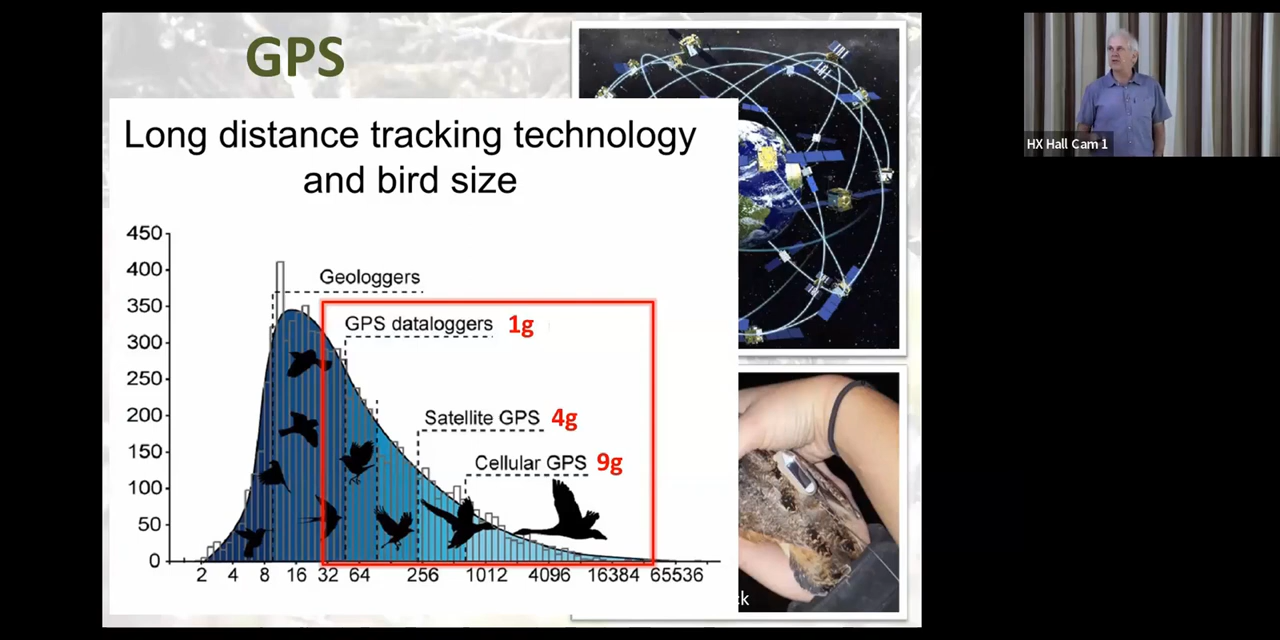 GPS
Long distance tracking technology
and bird size
450
400
350
300
250
200
150
100
50
0
Geologgers
GPS dataloggers 1g
Satellite GPS 4g
Cellular GPS 9g
2 4 8 16 32 64 256 1012 4096 16384 65536
HX Hall Cam 1